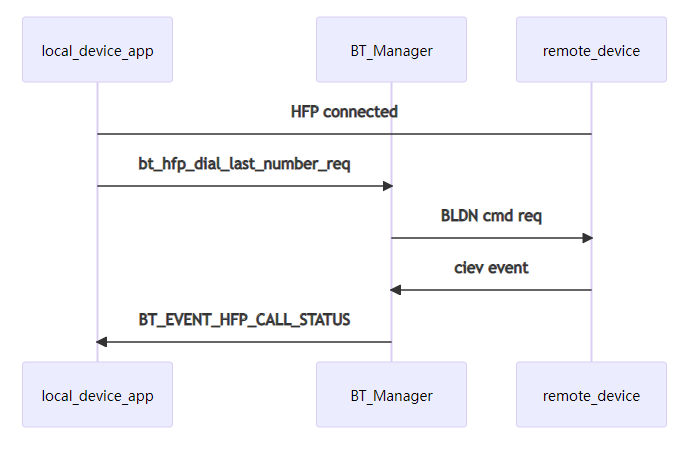 local_device_app
BT_Manager
remote_device
HFP connected
bt_hfp_dial_last_number_req
BLDN cmd req
ciev event
BT_EVENT_HFP_CALL_STATUS
local_device_app
BT_Manager
remote_device